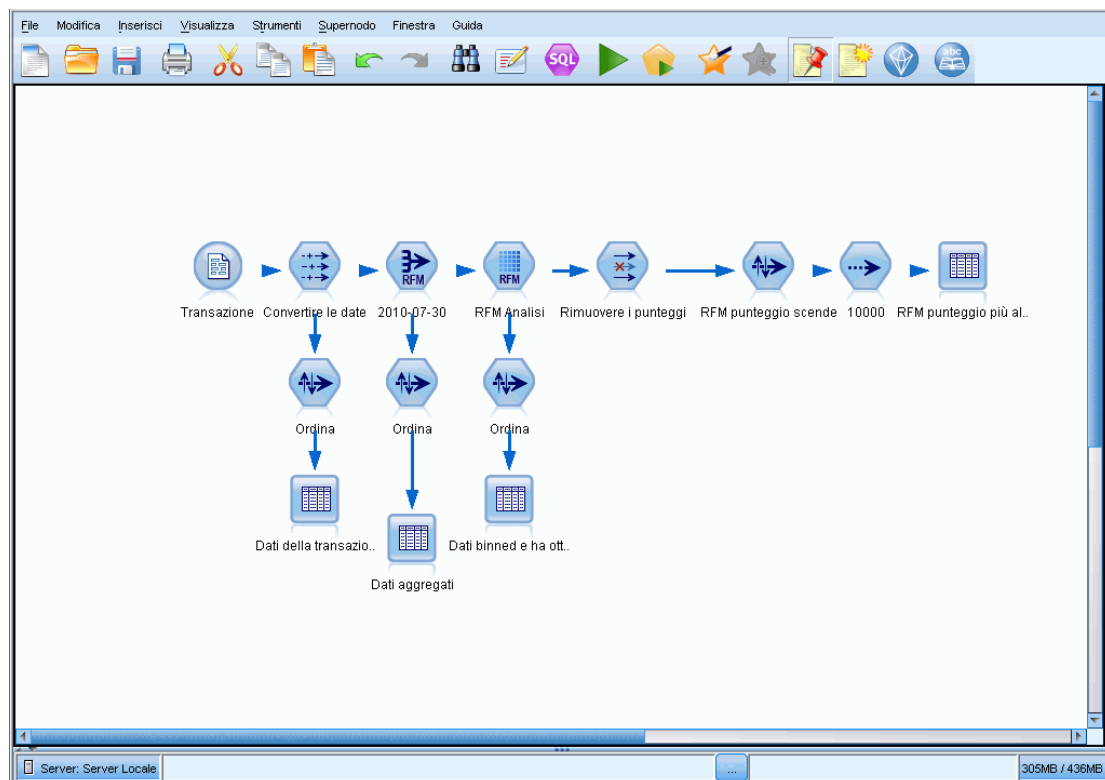 File Modifica Inserisci Visualizza Strumenti Supernodo Finestra Guida
SQL
abc
RFM RFM
Transazione Convertire le date 2010-07-30 RFM Analisi Rimuovere i punteggi RFM punteggio scende 10000 RFM punteggio più al..
Ordina Ordina Ordina
Dati della transazio.. Dati binned e ha ott..
Dati aggregati
Server: Server Locale ... 305MB / 436MB